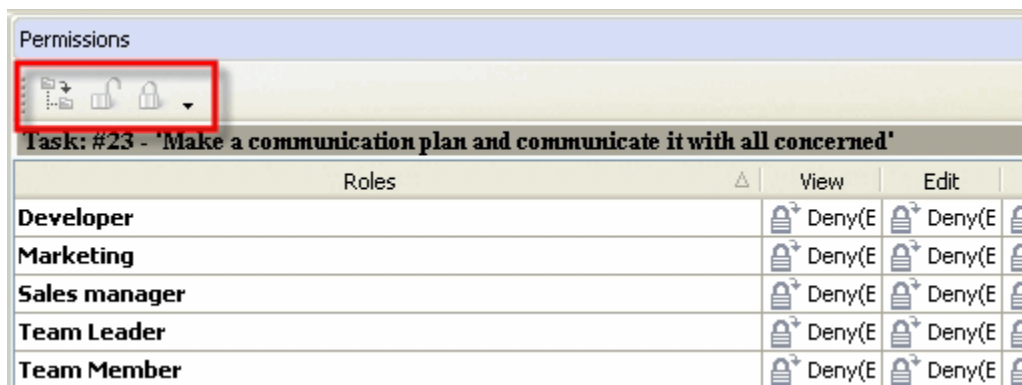 Permissions
Task: #23 - 'Make a communication plan and communicate it with all concerned'
Roles View Edit
Developer Deny(E Deny(E
Marketing Deny(E Deny(E
Sales manager Deny(E Deny(E
Team Leader Deny(E Deny(E
Team Member Deny(E Deny(E